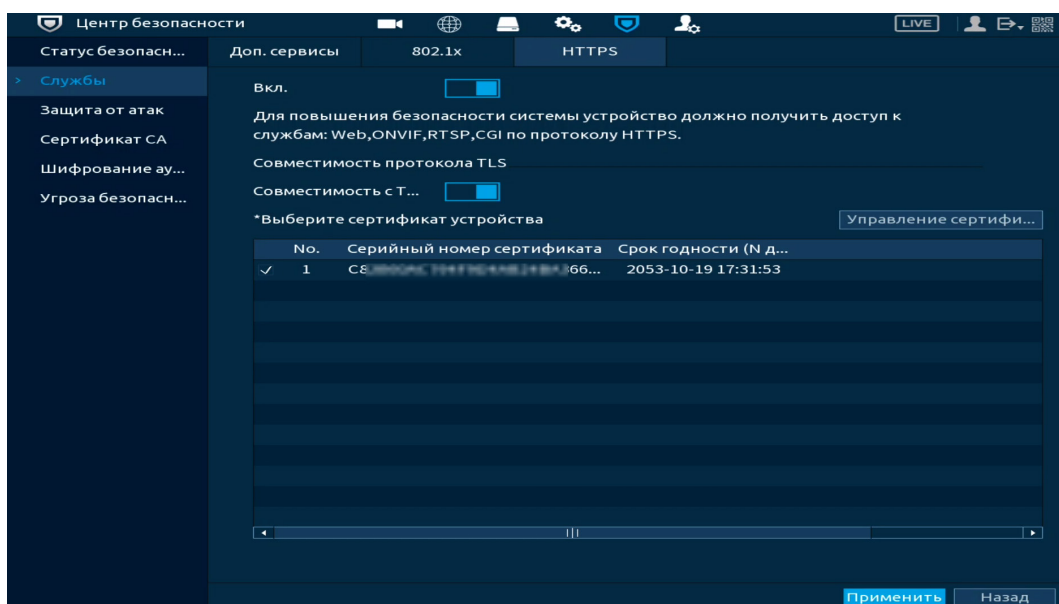 Центр безопасности
LIVE
Статус безопасн...
Службы
Защита от атак
Сертификат CA
Шифрование ау...
Угроза безопасн...
Доп. сервисы 802.1x HTTPS
Вкл.
Для повышения безопасности системы устройство должно получить доступ к
службам: Web,ONVIF,RTSP,CGI по протоколу HTTPS.
Совместимость протокола TLS
Совместимость с T...
*Выберите сертификат устройства
Управление сертифи...
No. Серийный номер сертификата Срок годности (N д...
1 2053-10-19 17:31:53
Применить Назад